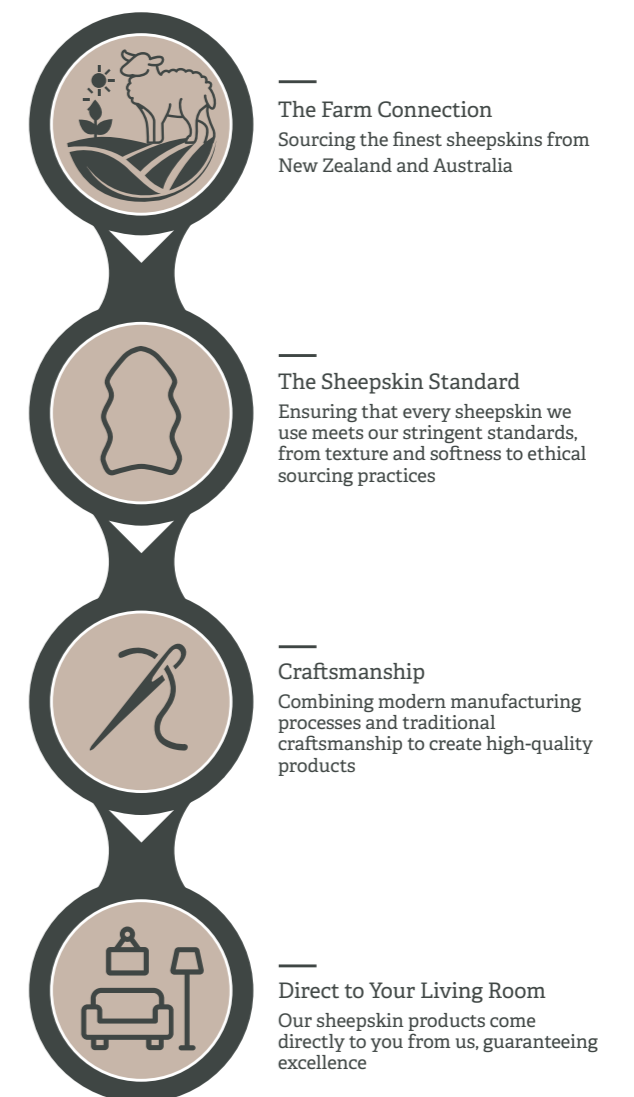 The Farm Connection
Sourcing the finest sheepskins from
New Zealand and Australia
The Sheepskin Standard
Ensuring that every sheepskin we
use meets our stringent standards,
from texture and softness to ethical
sourcing practices
Craftsmanship
Combining modern manufacturing
processes and traditional
craftsmanship to create high-quality
products
Direct to Your Living Room
Our sheepskin products come
directly to you from us, guaranteeing
excellence